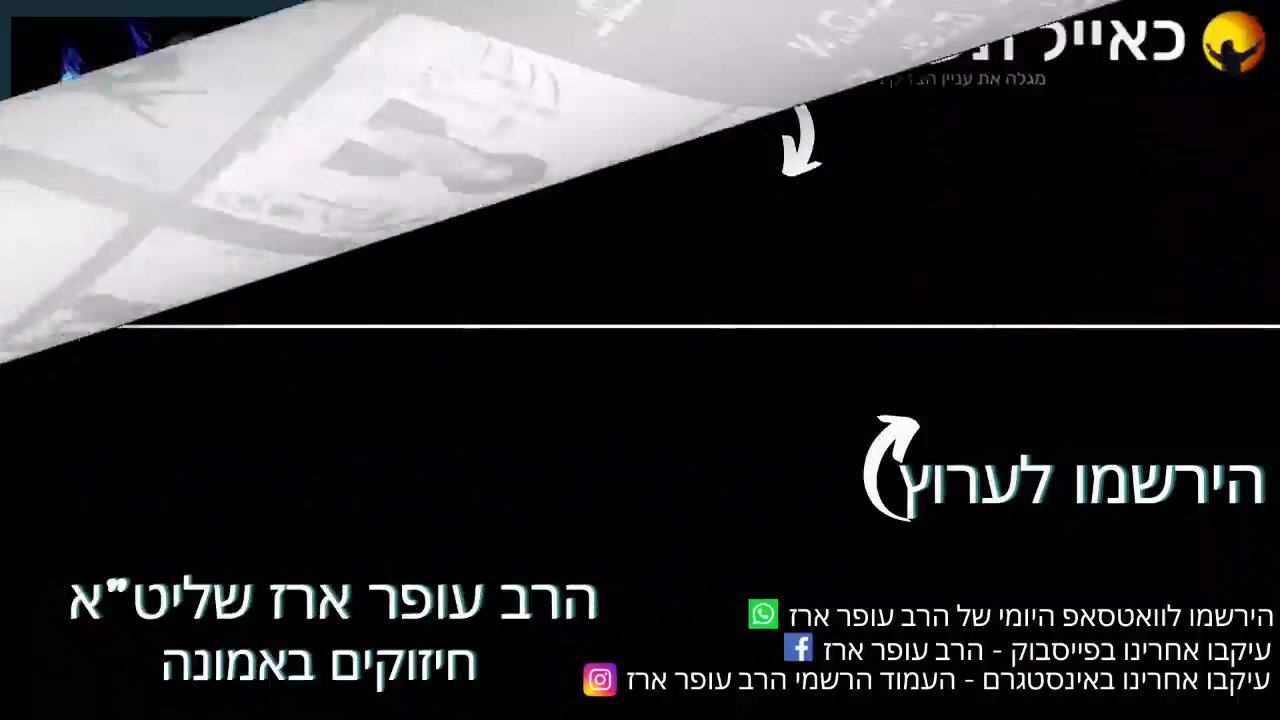 כאייל
מגלה את עניין
הירשמו לערוץ
הרב עופר ארז שליט"א
חיזוקים באמונה
הירשמו לוואטסאפ היומי של הרב עופר ארז
עיקבו אחרינו בפייסבוק - הרב עופר ארז
עיקבו אחרינו באינסטגרם - העמוד הרשמי הרב עופר ארז